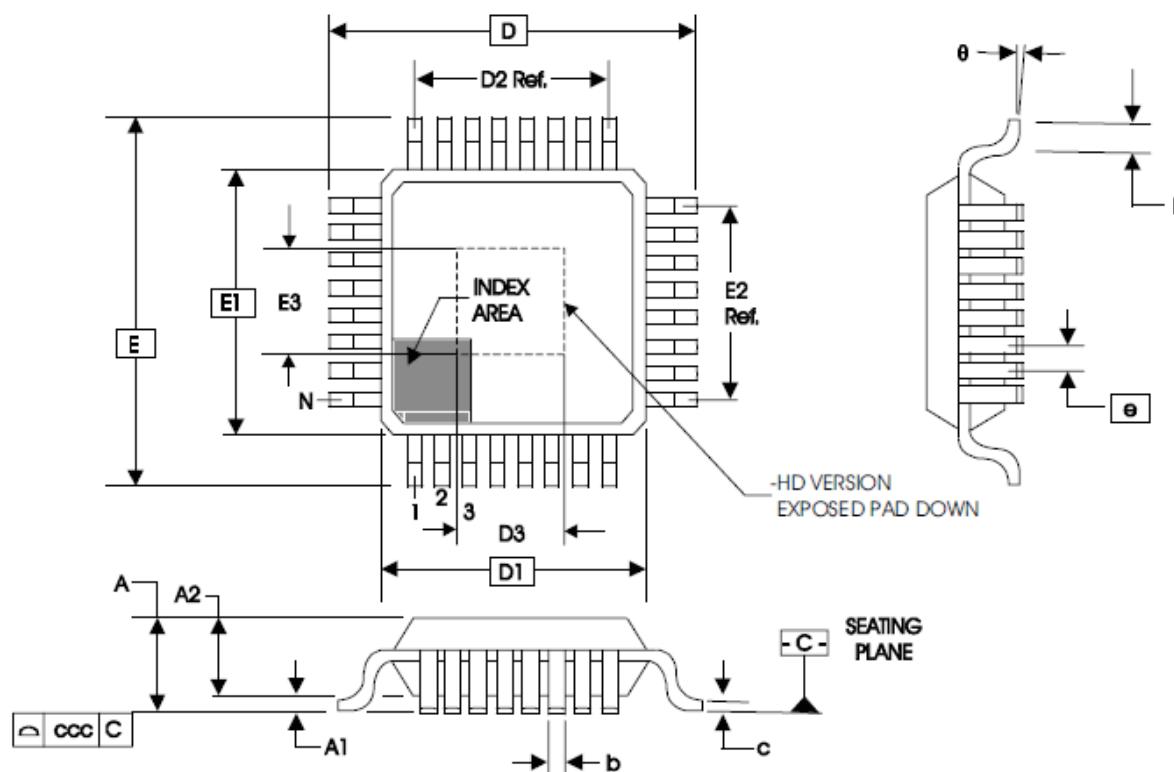 D
D2 Ref.
θ
E
E1
E3
INDEX
AREA
E2
Ref.
N
e
1
2
3
D3
-HD VERSION
EXPOSED PAD DOWN
D1
A
A2
- C -
SEATING
PLANE
ccc C
A1
b
c